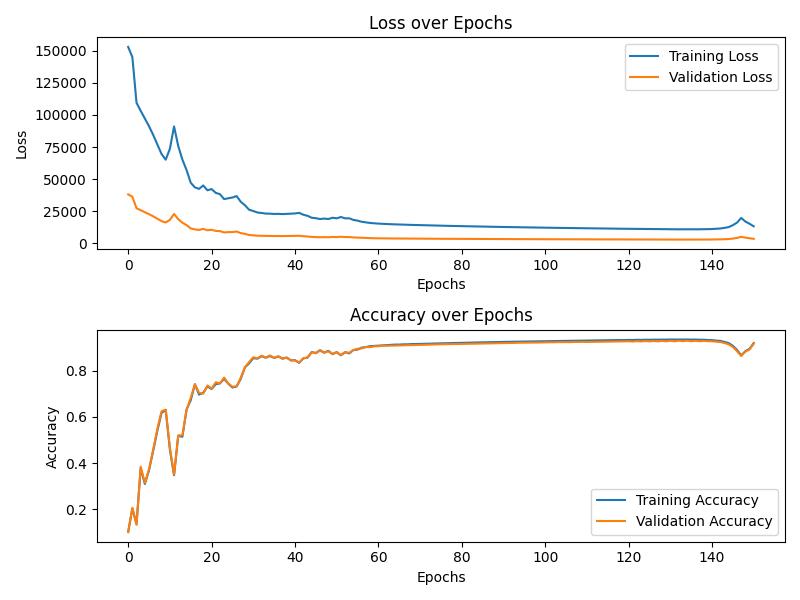 Loss over Epochs
150000
125000
100000
75000
50000
25000
0
Loss
Training Loss
Validation Loss
0 20 40 60 80 100 120 140
Epochs
Accuracy over Epochs
0.8
0.6
0.4
0.2
Accuracy
Training Accuracy
Validation Accuracy
0 20 40 60 80 100 120 140
Epochs